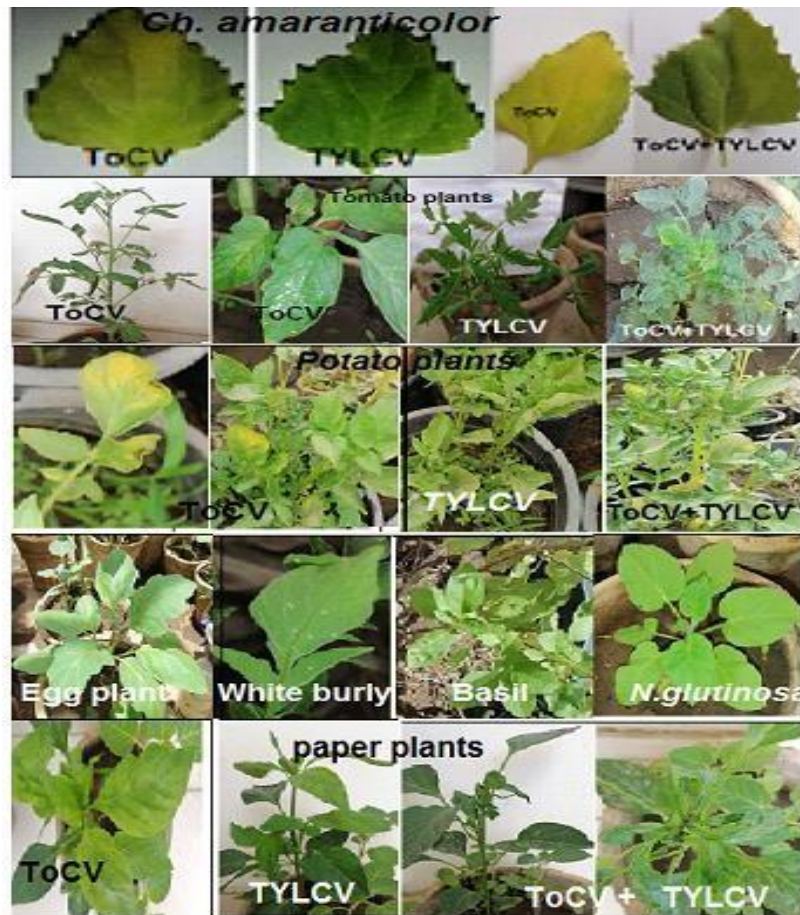 Ch. amaranticolor
ToCV
TYLCV
ToCV
ToCV+TYLCV
Tomato plants
ToCV
ToCV
TYLCV
ToCV+TYLCV
Potato plants
ToCV
TYLCV
ToCV+TYLCV
Egg plant
White burly
Basil
N.glutinosa
paper plants
ToCV
TYLCV
ToCV + TYLCV